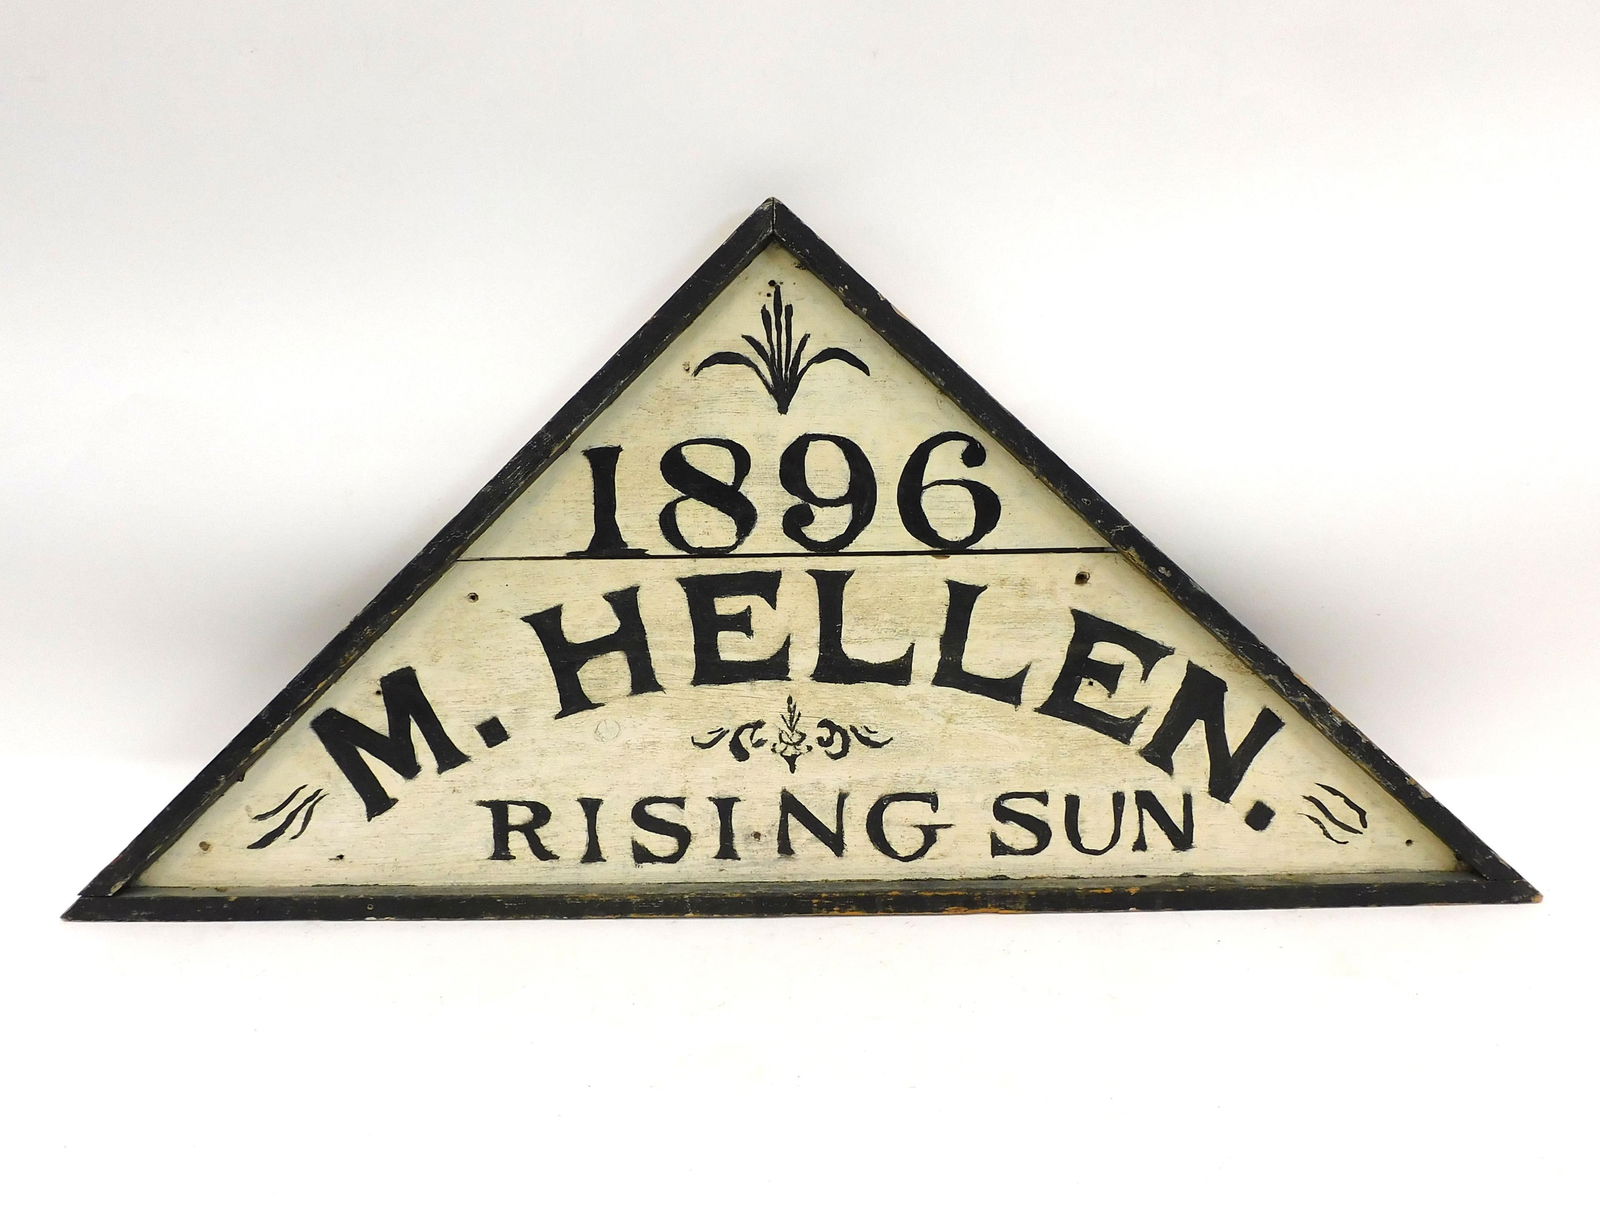 1896
M. HELLEN.
RISING SUN